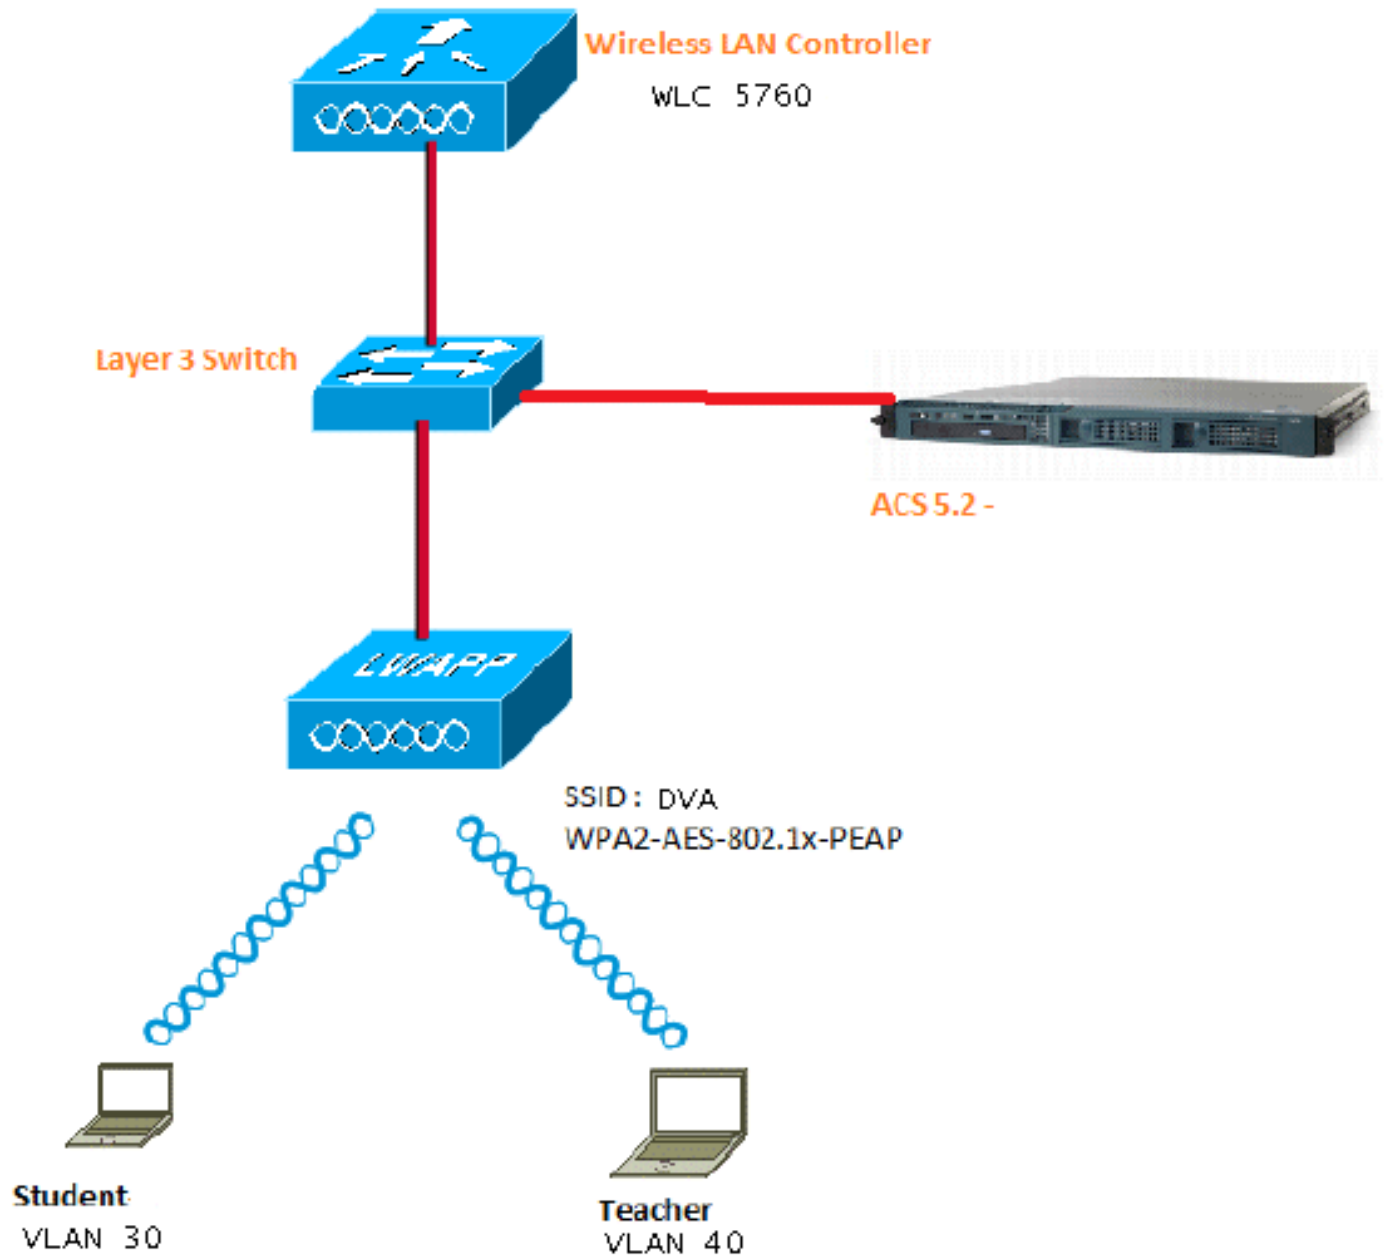 Wireless LAN Controller
WLC 5760
Layer 3 Switch
ACS 5.2 -
LWAPP
SSID : DVA
WPA2-AES-802.1x-PEAP
Student
VLAN 30
Teacher
VLAN 40